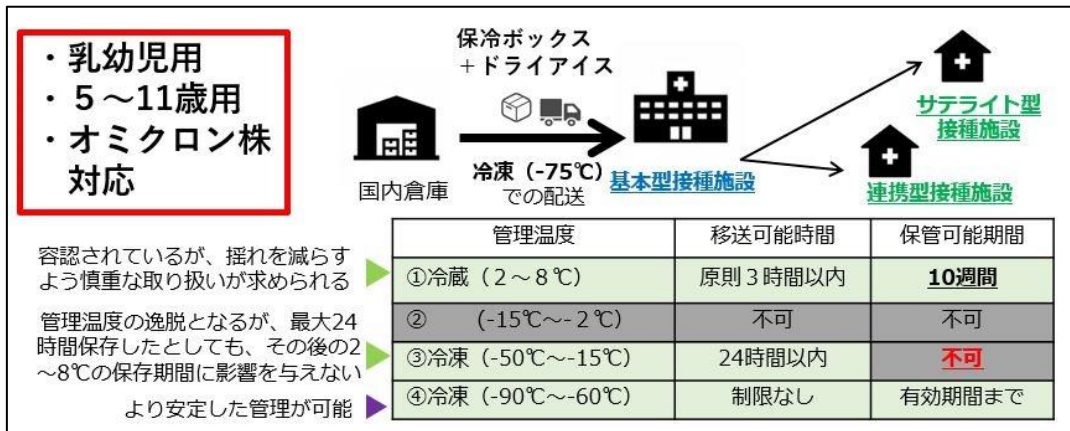 ・乳幼児用
・５～11歳用
・オミクロン株
対応
保冷ボックス
＋ドライアイス
国内倉庫
冷凍（-75℃）
での配送
基本型接種施設
サテライト型
接種施設
連携型接種施設
管理温度 移送可能時間 保管可能期間
容認されているが、揺れを減らす
よう慎重な取り扱いが求められる
①冷蔵（２～８℃） 原則３時間以内 10週間
管理温度の逸脱となるが、最大24
時間保存したとしても、その後の2
～8℃の保存期間に影響を与えない
② (-15℃～-２℃) 不可 不可
③冷凍（-50℃～-15℃） 24時間以内 不可
より安定した管理が可能
④冷凍（-90℃～-60℃） 制限なし 有効期間まで